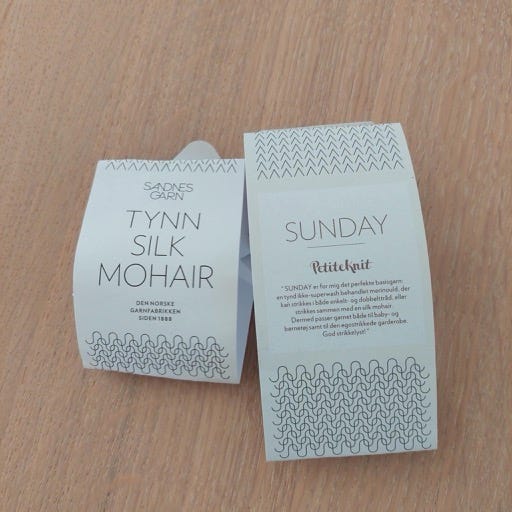 SANDNES
GARN
TYNN
SILK
MOHAIR
DEN NORSKE
GARNFABRIKKEN
SIDEN 1888
SUNDAY
PetiteKnit
"SUNDAY er for mig det perfekte basisgarn:
en tynd ikke-superwash behandlet merinould, der
kan strikkes i både enkelt- og dobbelttråd, eller
strikkes sammen med en silk mohair.
Dermed passer garnet både til baby- og
børnetøj samt til den egostrikkede garderobe.
God strikkelyst!"